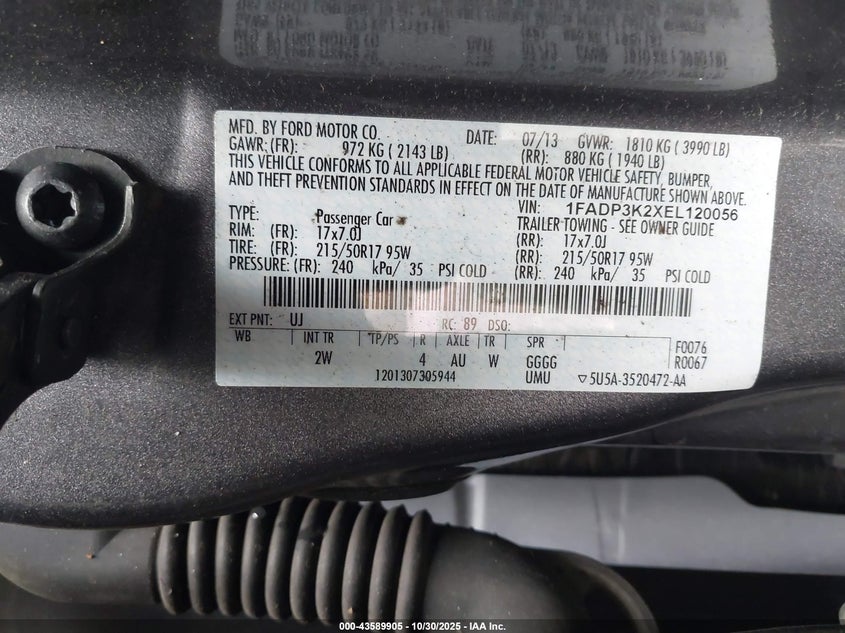 MFD. BY FORD MOTOR CO. DATE: 07/13 GVWR: 1810 KG ( 3990 LB)
GAWR:(FR): 972 KG ( 2143 LB) (RR): 880 KG ( 1940 LB)
THIS VEHICLE CONFORMS TO ALL APPLICABLE FEDERAL MOTOR VEHICLE SAFETY, BUMPER,
AND THEFT PREVENTION STANDARDS IN EFFECT ON THE DATE OF MANUFACTURE SHOWN ABOVE.
VIN: 1FADP3K2XEL120056
TYPE: Passenger Car TRAILER TOWING - SEE OWNER GUIDE
RIM: (FR): 17x7.0J (RR): 17x7.0J
TIRE: (FR): 215/50R17 95W (RR): 215/50R17 95W
PRESSURE: (FR): 240 kPa/ 35 PSI COLD (RR): 240 kPa/ 35 PSI COLD
EXT PNT: UJ RC: 89 DSO:
WB INT TR TP/PS R AXLE TR SPR F0076
2W 4 AU W GGGG R0067
1201307305944 UMU ▽5U5A-3520472-AA
000-43589905 - 10/30/2025 - IAA Inc.